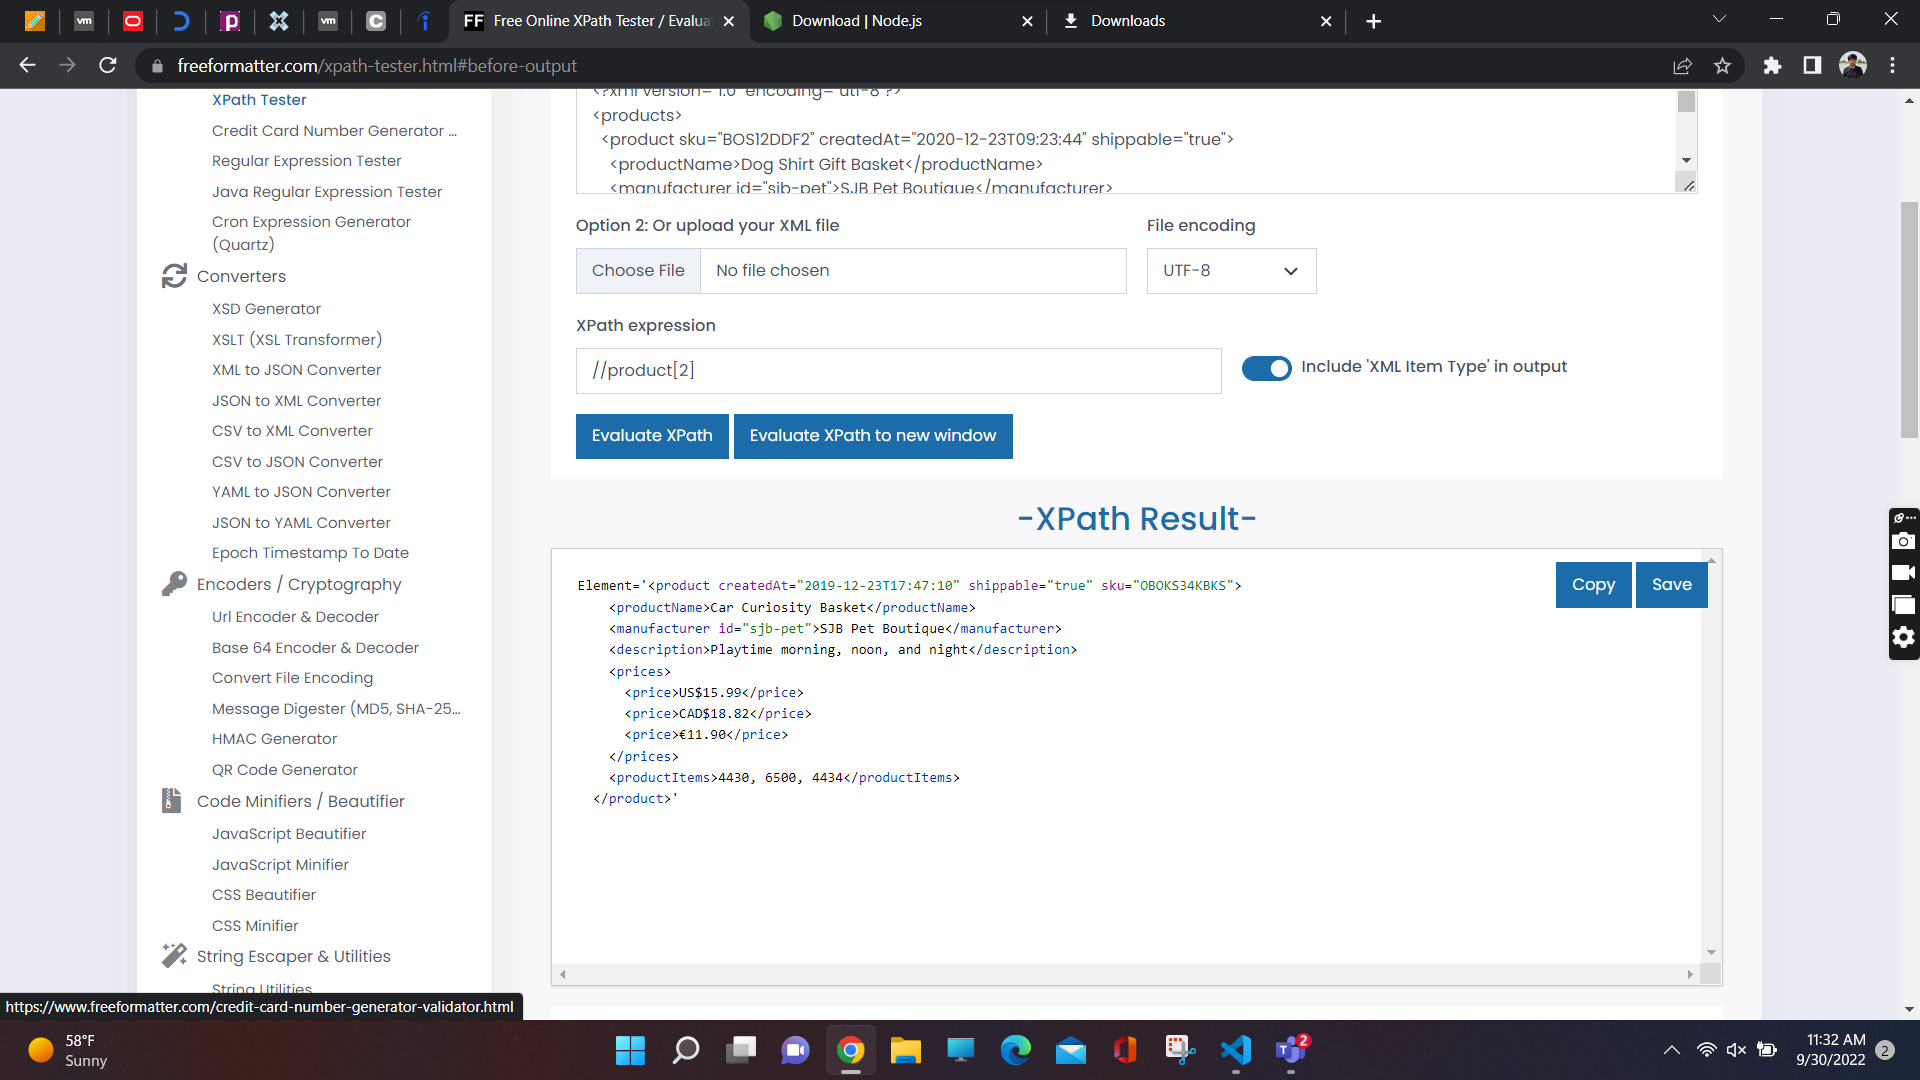 Free Online XPath Tester / Evalua
Download | Node.js
Downloads
freeformatter.com/xpath-tester.html#before-output
XPath Tester
Credit Card Number Generator ...
Regular Expression Tester
Java Regular Expression Tester
Cron Expression Generator
(Quartz)
Converters
XSD Generator
XSLT (XSL Transformer)
XML to JSON Converter
JSON to XML Converter
CSV to XML Converter
CSV to JSON Converter
YAML to JSON Converter
JSON to YAML Converter
Epoch Timestamp To Date
Encoders / Cryptography
Url Encoder & Decoder
Base 64 Encoder & Decoder
Convert File Encoding
Message Digester (MD5, SHA-25...
HMAC Generator
QR Code Generator
Code Minifiers / Beautifier
JavaScript Beautifier
JavaScript Minifier
CSS Beautifier
CSS Minifier
String Escaper & Utilities
String Utilities
https://www.freeformatter.com/credit-card-number-generator-validator.html
<?xml version="1.0" encoding="utf-8"?>
<products>
<product sku="BOS12DDF2" createdAt="2020-12-23T09:23:44" shippable="true">
<productName>Dog Shirt Gift Basket</productName>
<manufacturer id="sjb-pet">SJB Pet Boutique</manufacturer>
Option 2: Or upload your XML file
File encoding
Choose File
No file chosen
UTF-8
XPath expression
//product[2]
Include 'XML Item Type' in output
Evaluate XPath
Evaluate XPath to new window
-XPath Result-
Copy
Save
Element='<product createdAt="2019-12-23T17:47:10" shippable="true" sku="OBOKS34KBKS">
<productName>Car Curiosity Basket</productName>
<manufacturer id="sjb-pet">SJB Pet Boutique</manufacturer>
<description>Playtime morning, noon, and night</description>
<prices>
<price>US$15.99</price>
<price>CAD$18.82</price>
<price>€11.90</price>
</prices>
<productItems>4430, 6500, 4434</productItems>
</product>'
58°F
Sunny
2
11:32 AM
9/30/2022
2